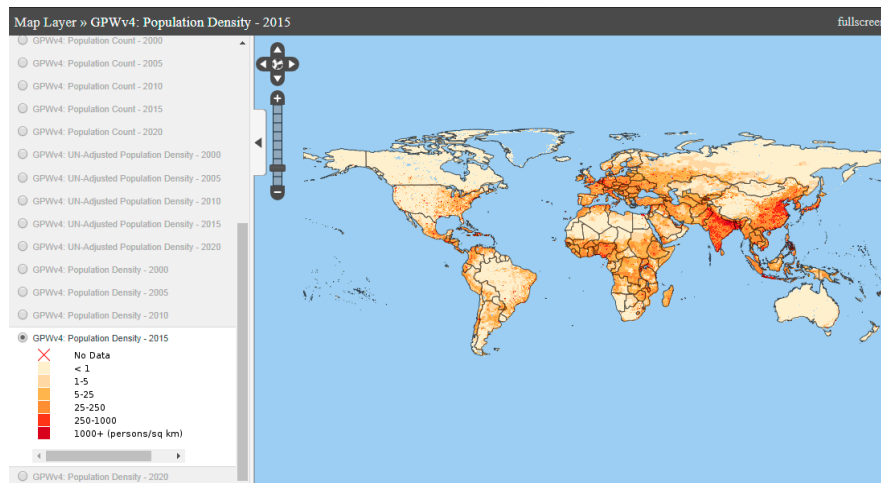 Map Layer » GPWv4: Population Density - 2015
GPWv4: Population Count - 2000
GPWv4: Population Count - 2005
GPWv4: Population Count - 2010
GPWv4: Population Count - 2015
GPWv4: Population Count - 2020
GPWv4: UN-Adjusted Population Density - 2000
GPWv4: UN-Adjusted Population Density - 2005
GPWv4: UN-Adjusted Population Density - 2010
GPWv4: UN-Adjusted Population Density - 2015
GPWv4: UN-Adjusted Population Density - 2020
GPWv4: Population Density - 2000
GPWv4: Population Density - 2005
GPWv4: Population Density - 2010
GPWv4: Population Density - 2015
No Data
< 1
1-5
5-25
25-250
250-1000
1000+ (persons/sq km)
GPWv4: Population Density - 2020
fullscreen